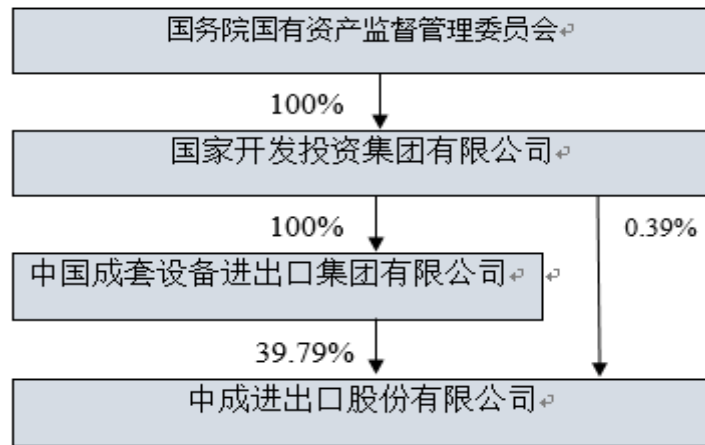 国务院国有资产监督管理委员会
100%
国家开发投资集团有限公司
100%
0.39%
中国成套设备进出口集团有限公司
39.79%
中成进出口股份有限公司